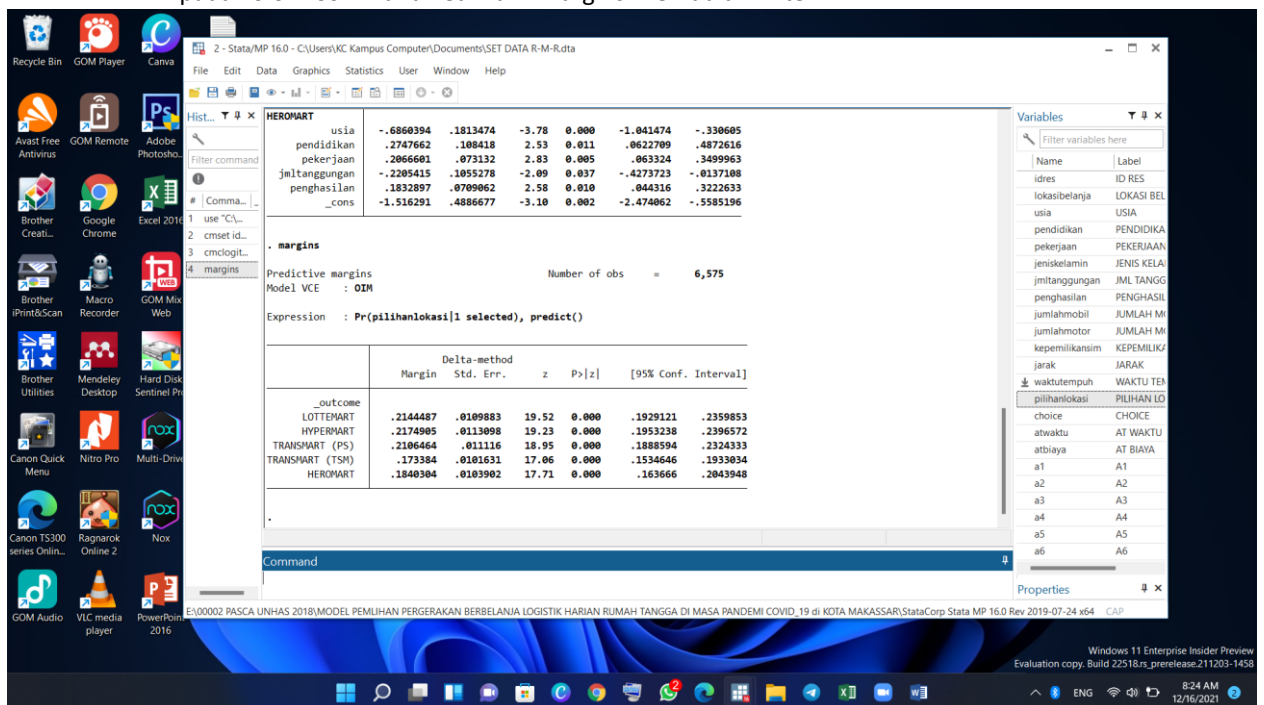 Recycle Bin
GOM Player
Canva
Avast Free Antivirus
GOM Remote
Adobe Photosho...
Brother Creati...
Google Chrome
Excel 2016
Brother iPrint&Scan
Macro Recorder
GOM Mix Web
Brother Utilities
Mendeley Desktop
Hard Disk Sentinel Pr
Canon Quick Menu
Nitro Pro
Multi-Drive
Canon TS300 series Onlin...
Ragnarok Online 2
Nox
GOM Audio
VLC media player
PowerPoin 2016
2 - Stata/MP 16.0 - C:\Users\KC Kampus Computer\Documents\SET DATA R-M-R.dta
File Edit Data Graphics Statistics User Window Help
Hist...
Filter command
# Comma...
1 use "C:\...
2 cmset id...
3 cmclogit...
4 margins
HEROMART
usia -.6860394 .1813474 -3.78 0.000 -1.041474 -.330605
pendidikan .2747662 .108418 2.53 0.011 .0622709 .4872616
pekerjaan .2066601 .073132 2.83 0.005 .063324 .3499963
jmltanggungan -.2205415 .1055278 -2.09 0.037 -.4273723 -.0137108
penghasilan .1832897 .0709062 2.58 0.010 .044316 .3222633
_cons -1.516291 .4886677 -3.10 0.002 -2.474062 -.5585196
. margins
Predictive margins Number of obs = 6,575
Model VCE : OIM
Expression : Pr(pilihanlokasi|1 selected), predict()
Delta-method
Margin Std. Err. z P>|z| [95% Conf. Interval]
_outcome
LOTTEMART .2144487 .0109883 19.52 0.000 .1929121 .2359853
HYPERMART .2174905 .0113098 19.23 0.000 .1953238 .2396572
TRANSMART (PS) .2106464 .011116 18.95 0.000 .1888594 .2324333
TRANSMART (TSM) .173384 .0101631 17.06 0.000 .1534646 .1933034
HEROMART .1840304 .0103902 17.71 0.000 .163666 .2043948
.
Command
Variables
Filter variables here
Name Label
idres ID RES
lokasibelanja LOKASI BEL
usia USIA
pendidikan PENDIDIKA
pekerjaan PEKERJAAN
jeniskelamin JENIS KELAI
jmltanggungan JML TANGG
penghasilan PENGHASIL
jumlahmobil JUMLAH M
jumlahmotor JUMLAH M
kepemilikansim KEPEMILIKA
jarak JARAK
waktutempuh WAKTU TEM
pilihanlokasi PILIHAN LO
choice CHOICE
atwaktu AT WAKTU
atbiaya AT BIAYA
a1 A1
a2 A2
a3 A3
a4 A4
a5 A5
a6 A6
Properties
E:\00002 PASCA UNHAS 2018\MODEL PEMLIHAN PERGERAKAN BERBELANJA LOGISTIK HARIAN RUMAH TANGGA DI MASA PANDEMI COVID_19 di KOTA MAKASSAR\StataCorp Stata MP 16.0 Rev 2019-07-24 x64 CAP
Windows 11 Enterprise Insider Preview
Evaluation copy. Build 22518.rs_prerelease.211203-1458
ENG
8:24 AM
12/16/2021
2